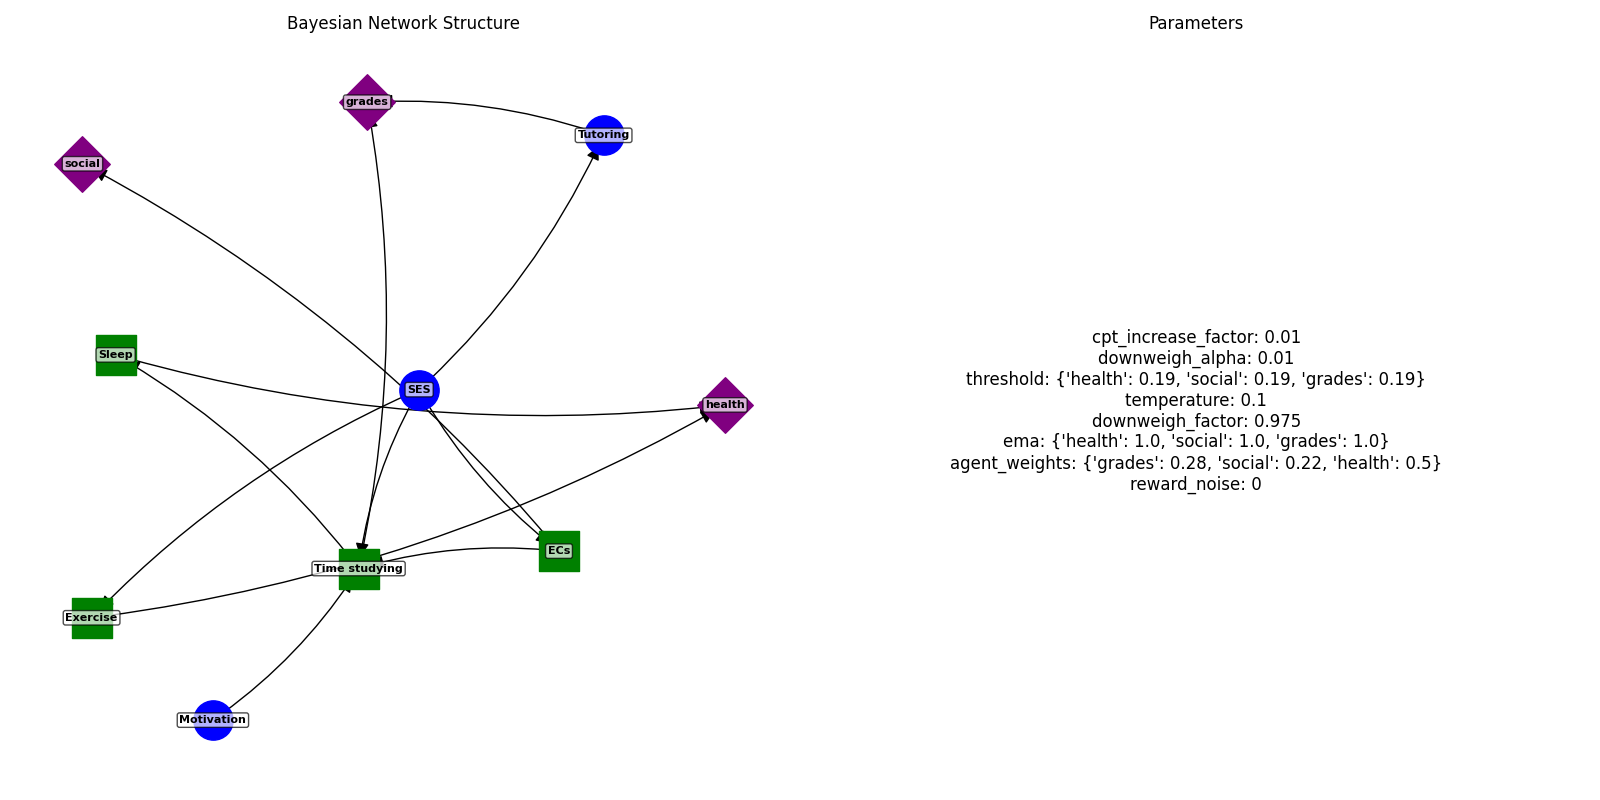 Bayesian Network Structure
Parameters
grades
Tutoring
social
Sleep
SES
health
ECs
Time studying
Exercise
Motivation
cpt_increase_factor: 0.01
downweigh_alpha: 0.01
threshold: {'health': 0.19, 'social': 0.19, 'grades': 0.19}
temperature: 0.1
downweigh_factor: 0.975
ema: {'health': 1.0, 'social': 1.0, 'grades': 1.0}
agent_weights: {'grades': 0.28, 'social': 0.22, 'health': 0.5}
reward_noise: 0